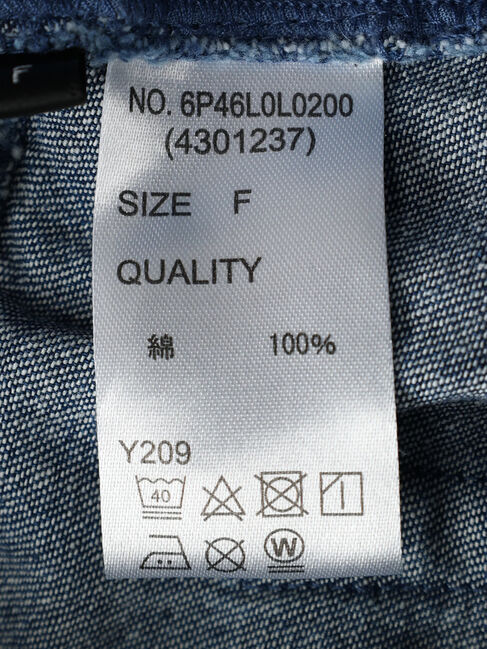 F
NO. 6P46L0L0200
(4301237)
SIZE F
QUALITY
綿 100%
Y209
40
W